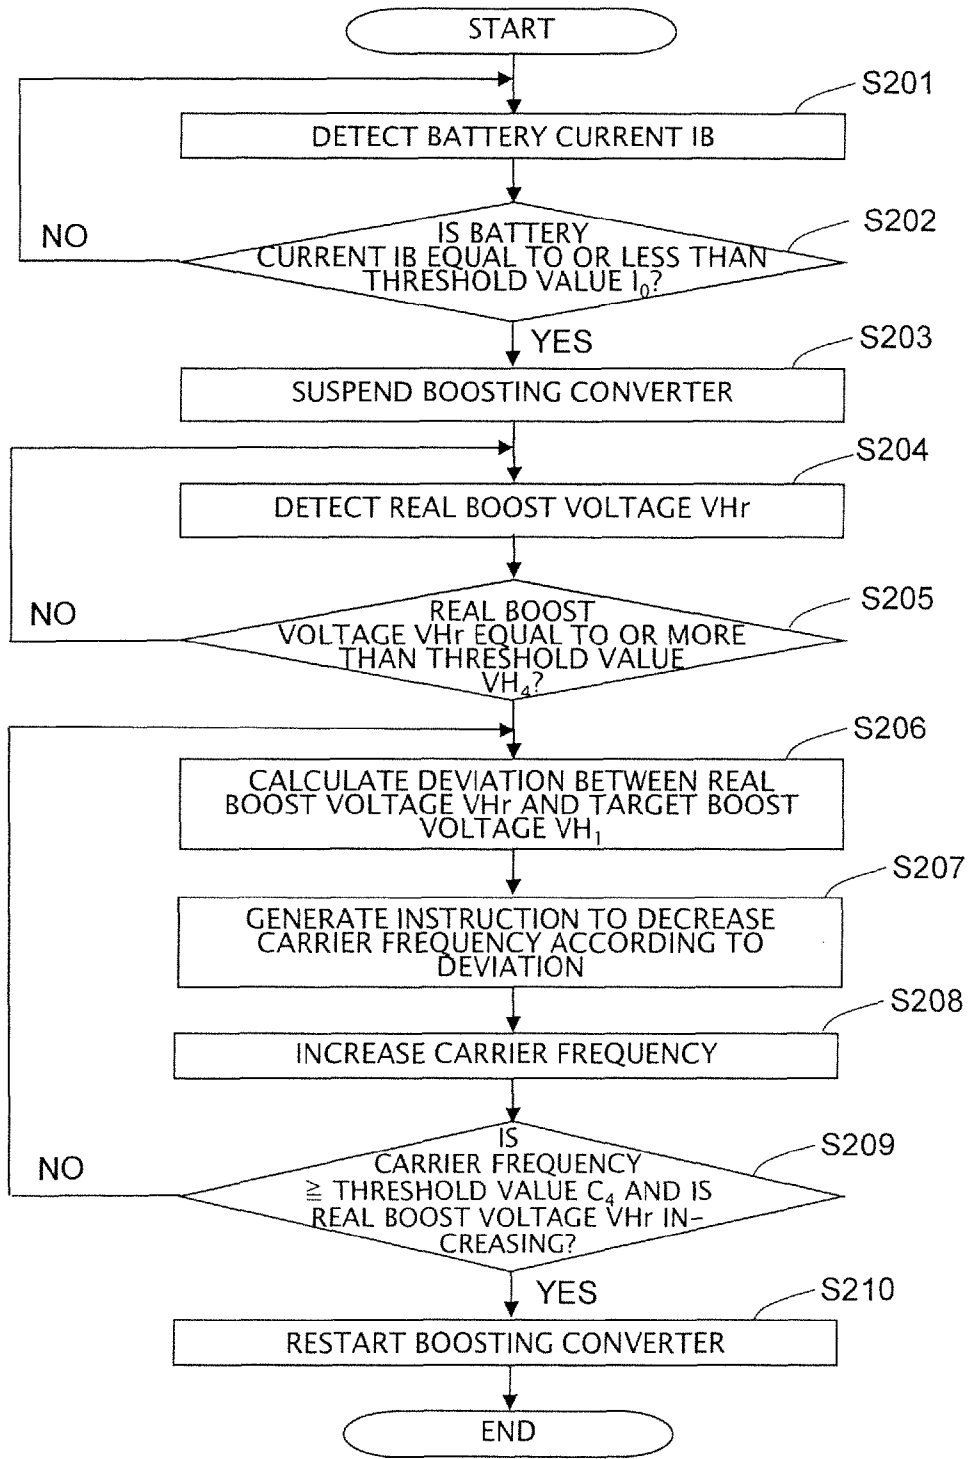 START
S201
DETECT BATTERY CURRENT IB
S202
IS BATTERY
CURRENT IB EQUAL TO OR LESS THAN
THRESHOLD VALUE I₀?
NO
YES
S203
SUSPEND BOOSTING CONVERTER
S204
DETECT REAL BOOST VOLTAGE VHr
S205
REAL BOOST
VOLTAGE VHr EQUAL TO OR MORE
THAN THRESHOLD VALUE
VH₄?
NO
S206
CALCULATE DEVIATION BETWEEN REAL
BOOST VOLTAGE VHr AND TARGET BOOST
VOLTAGE VH₁
S207
GENERATE INSTRUCTION TO DECREASE
CARRIER FREQUENCY ACCORDING TO
DEVIATION
S208
INCREASE CARRIER FREQUENCY
S209
IS
CARRIER FREQUENCY
≧ THRESHOLD VALUE C₄ AND IS
REAL BOOST VOLTAGE VHr IN-
CREASING?
NO
YES
S210
RESTART BOOSTING CONVERTER
END